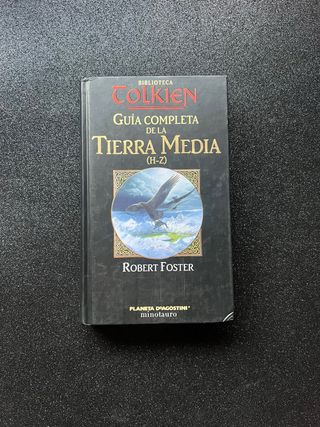 BIBLIOTECA
TOLKIEN
GUÍA COMPLETA
DE LA
TIERRA MEDIA
(H-Z)
ROBERT FOSTER
PLANETA DEAGOSTINI
minotauro